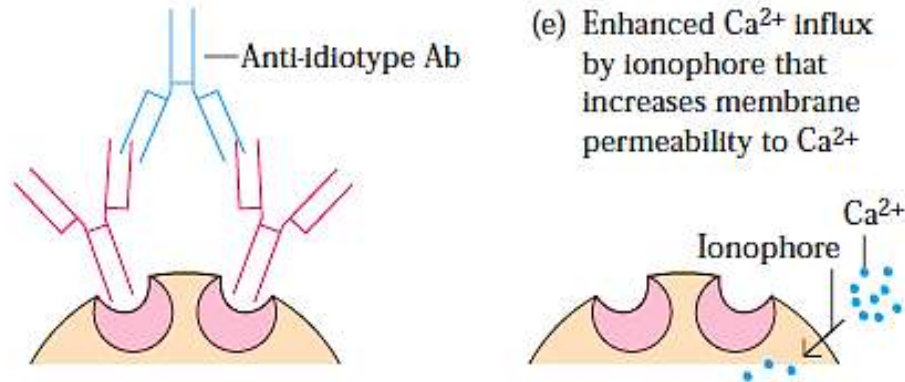 Anti-idiotype Ab
(e) Enhanced Ca²⁺ influx
by ionophore that
increases membrane
permeability to Ca²⁺
Ca²⁺
Ionophore